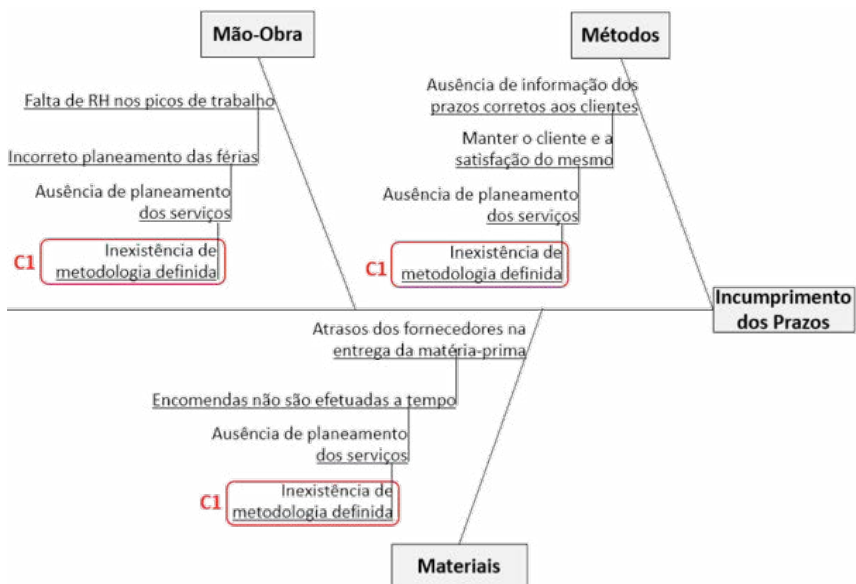 Mão-Obra
Falta de RH nos picos de trabalho
Incorreto planeamento das férias
Ausência de planeamento
dos serviços
C1
Inexistência de
metodologia definida
Métodos
Ausência de informação dos
prazos corretos aos clientes
Manter o cliente e a
satisfação do mesmo
Ausência de planeamento
dos serviços
C1
Inexistência de
metodologia definida
Incumprimento
dos Prazos
Atrasos dos fornecedores na
entrega da matéria-prima
Encomendas não são efetuadas a tempo
Ausência de planeamento
dos serviços
C1
Inexistência de
metodologia definida
Materiais